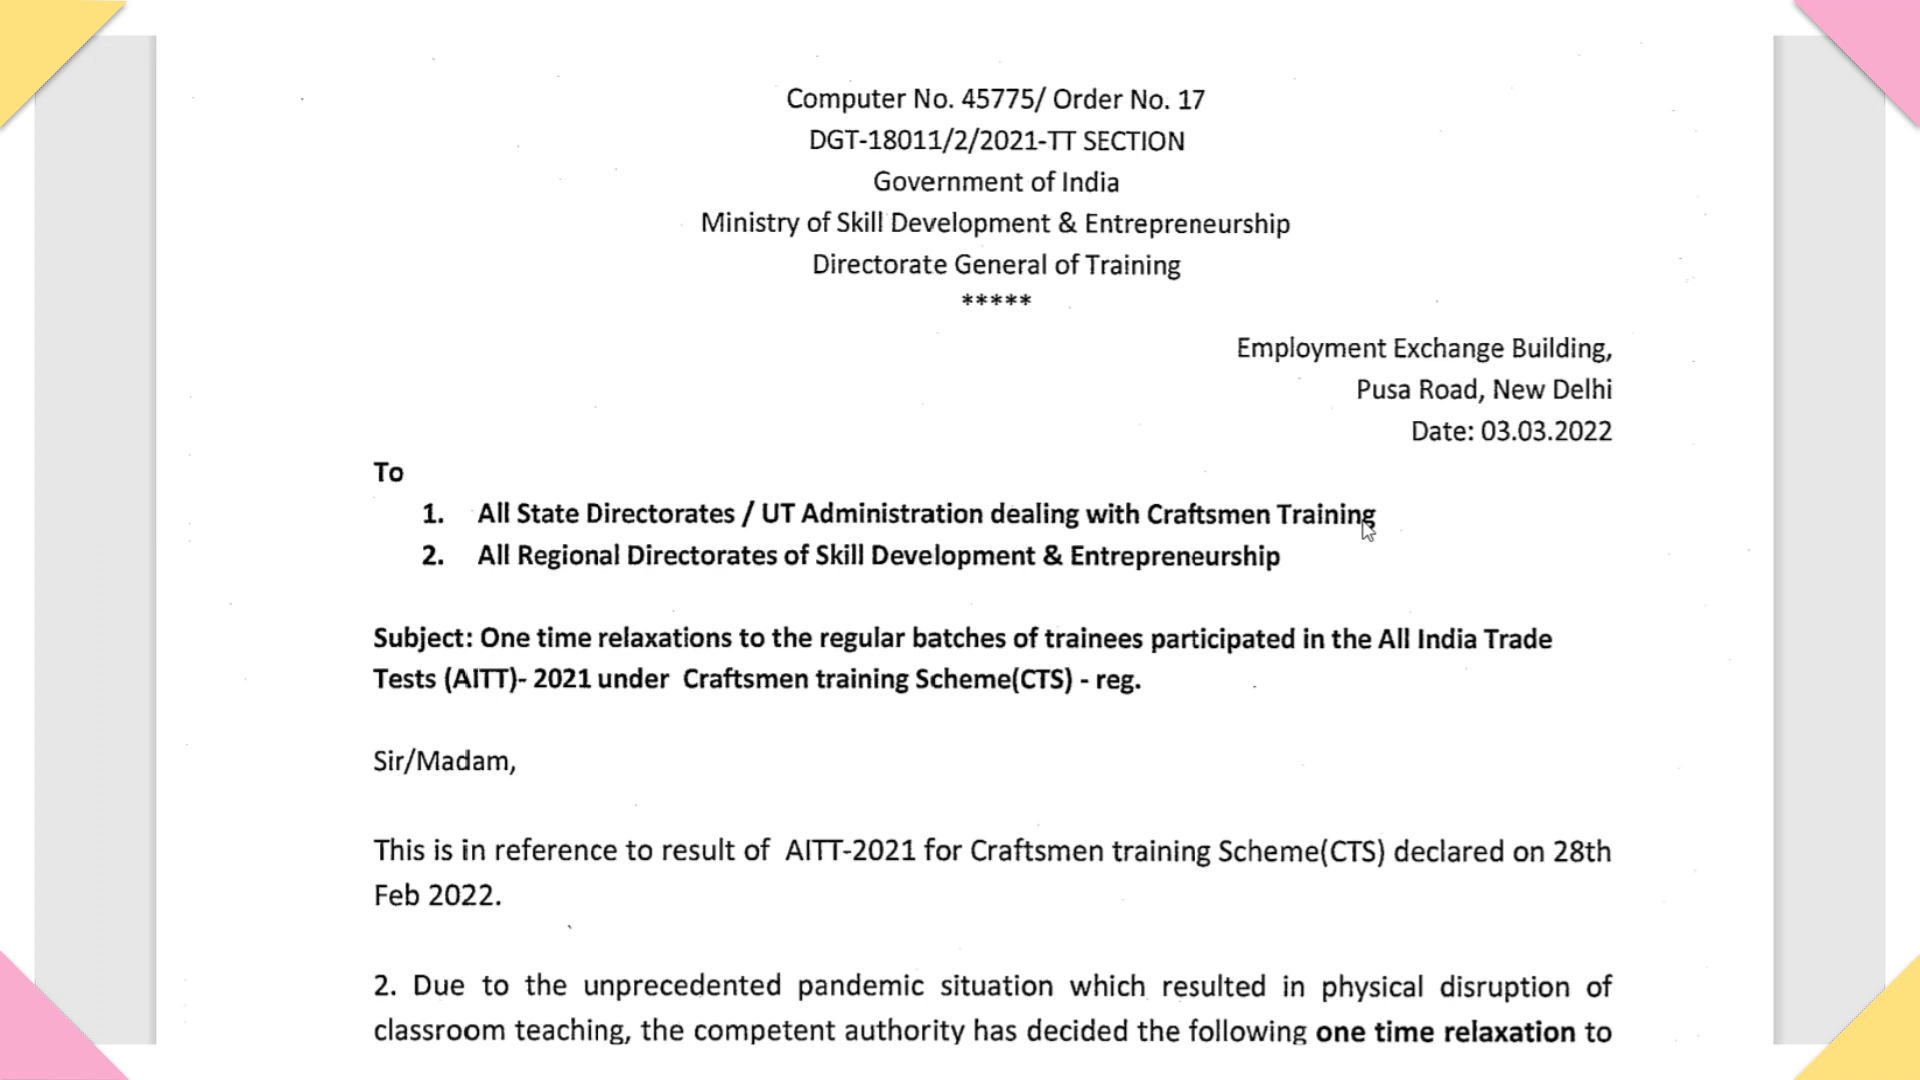 Computer No. 45775/ Order No. 17
DGT-18011/2/2021-TT SECTION
Government of India
Ministry of Skill Development & Entrepreneurship
Directorate General of Training
*****
Employment Exchange Building,
Pusa Road, New Delhi
Date: 03.03.2022
To
1. All State Directorates / UT Administration dealing with Craftsmen Training
2. All Regional Directorates of Skill Development & Entrepreneurship
Subject: One time relaxations to the regular batches of trainees participated in the All India Trade
Tests (AITT)- 2021 under Craftsmen training Scheme(CTS) - reg.
Sir/Madam,
This is in reference to result of AITT-2021 for Craftsmen training Scheme(CTS) declared on 28th
Feb 2022.
2. Due to the unprecedented pandemic situation which resulted in physical disruption of
classroom teaching, the competent authority has decided the following one time relaxation to